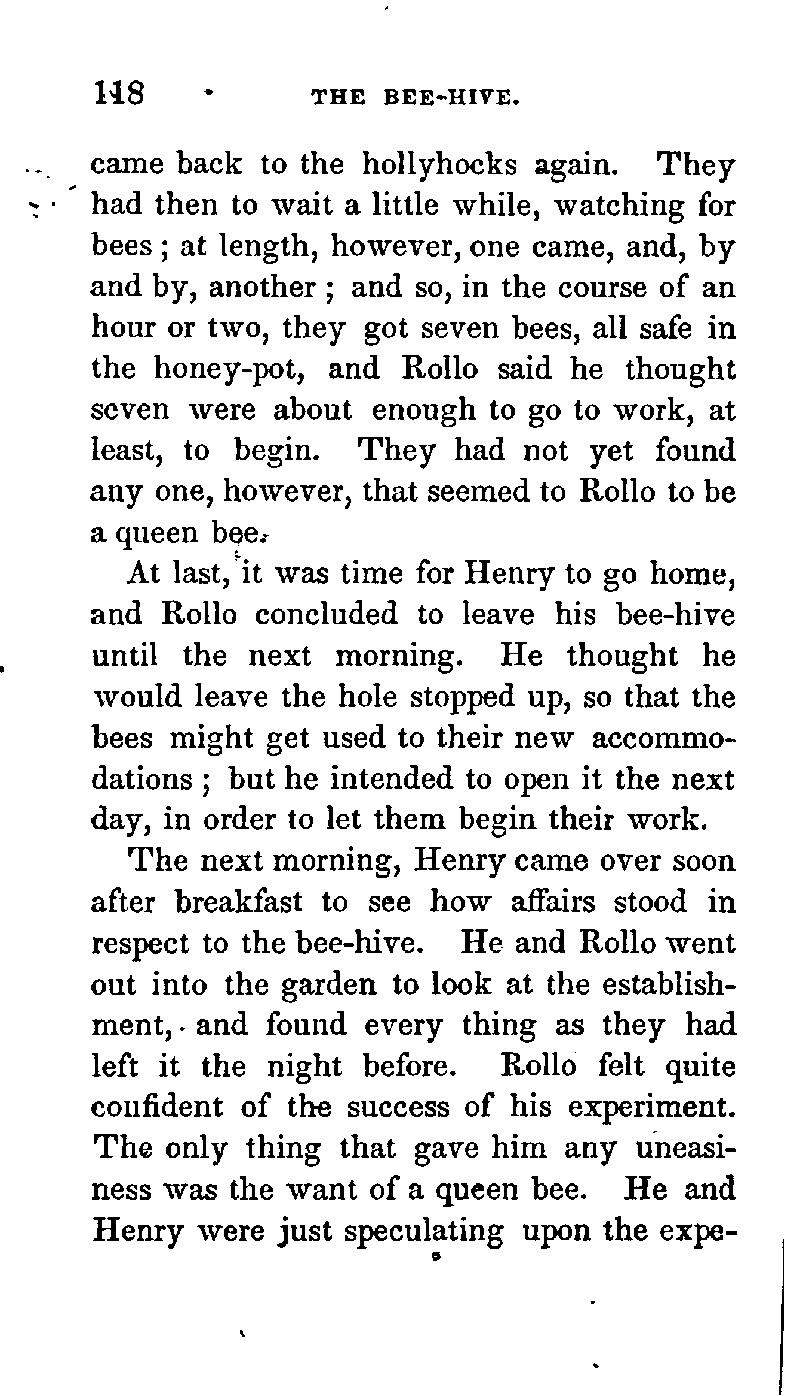 118 THE BEE-HIVE.
came back to the hollyhocks again. They
had then to wait a little while, watching for
bees ; at length, however, one came, and, by
and by, another ; and so, in the course of an
hour or two, they got seven bees, all safe in
the honey-pot, and Rollo said he thought
seven were about enough to go to work, at
least, to begin. They had not yet found
any one, however, that seemed to Rollo to be
a queen bee.
At last, it was time for Henry to go home,
and Rollo concluded to leave his bee-hive
until the next morning. He thought he
would leave the hole stopped up, so that the
bees might get used to their new accommo-
dations ; but he intended to open it the next
day, in order to let them begin their work.
The next morning, Henry came over soon
after breakfast to see how affairs stood in
respect to the bee-hive. He and Rollo went
out into the garden to look at the establish-
ment, and found every thing as they had
left it the night before. Rollo felt quite
confident of the success of his experiment.
The only thing that gave him any uneasi-
ness was the want of a queen bee. He and
Henry were just speculating upon the expe-